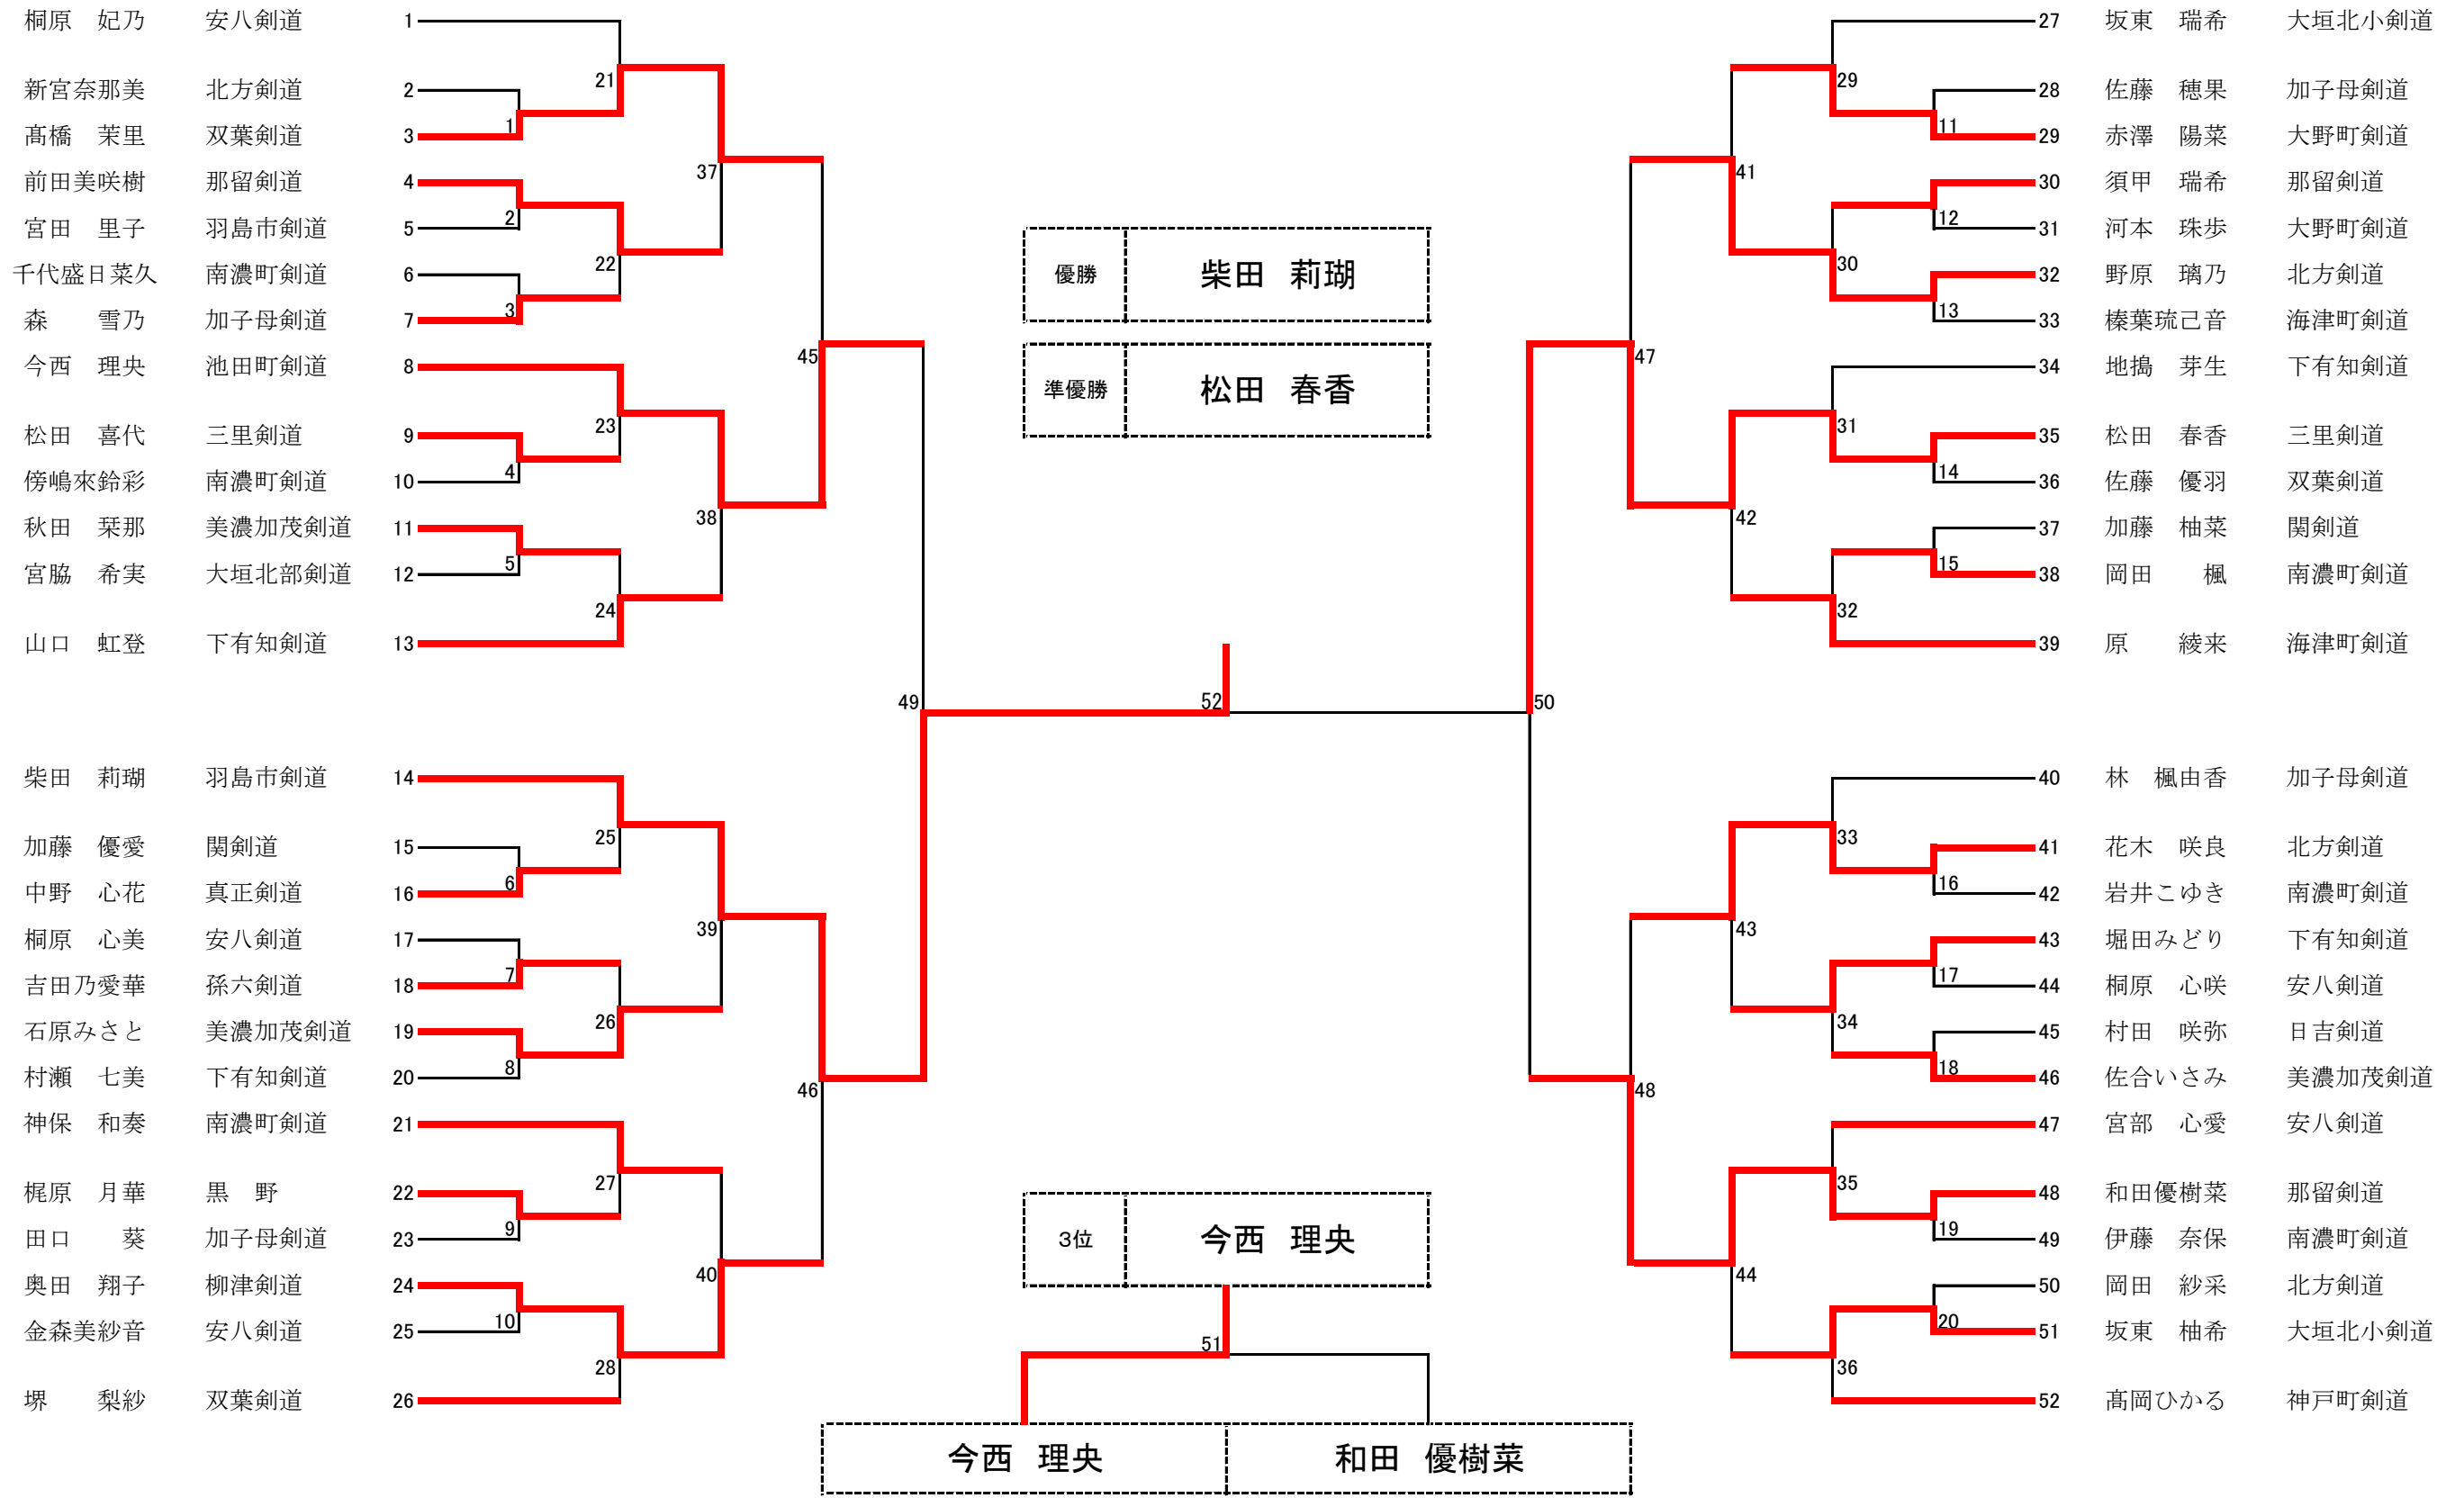 桐原　妃乃　安八剣道　1
新宮奈那美　北方剣道　2
髙橋　茉里　双葉剣道　3
前田美咲樹　那留剣道　4
宮田　里子　羽島市剣道　5
千代盛日菜久　南濃町剣道　6
森　　雪乃　加子母剣道　7
今西　理央　池田町剣道　8
松田　喜代　三里剣道　9
傍嶋來鈴彩　南濃町剣道　10
秋田　栞那　美濃加茂剣道　11
宮脇　希実　大垣北部剣道　12
山口　虹登　下有知剣道　13
柴田　莉瑚　羽島市剣道　14
加藤　優愛　関剣道　15
中野　心花　真正剣道　16
桐原　心美　安八剣道　17
吉田乃愛華　孫六剣道　18
石原みさと　美濃加茂剣道　19
村瀬　七美　下有知剣道　20
神保　和奏　南濃町剣道　21
梶原　月華　黒　野　22
田口　　葵　加子母剣道　23
奥田　翔子　柳津剣道　24
金森美紗音　安八剣道　25
堺　　梨紗　双葉剣道　26
1
2
3
4
5
6
7
8
9
10
21
22
23
24
25
26
27
28
37
38
39
40
45
46
49
優勝　柴田　莉瑚
準優勝　松田　春香
52
3位　今西　理央
51
今西　理央　和田　優樹菜
50
47
48
41
42
43
44
29
30
31
32
33
34
35
36
11
12
13
14
15
16
17
18
19
20
27　坂東　瑞希　大垣北小剣道
28　佐藤　穂果　加子母剣道
29　赤澤　陽菜　大野町剣道
30　須甲　瑞希　那留剣道
31　河本　珠歩　大野町剣道
32　野原　璃乃　北方剣道
33　榛葉琉己音　海津町剣道
34　地搗　芽生　下有知剣道
35　松田　春香　三里剣道
36　佐藤　優羽　双葉剣道
37　加藤　柚菜　関剣道
38　岡田　　楓　南濃町剣道
39　原　　綾来　海津町剣道
40　林　楓由香　加子母剣道
41　花木　咲良　北方剣道
42　岩井こゆき　南濃町剣道
43　堀田みどり　下有知剣道
44　桐原　心咲　安八剣道
45　村田　咲弥　日吉剣道
46　佐合いさみ　美濃加茂剣道
47　宮部　心愛　安八剣道
48　和田優樹菜　那留剣道
49　伊藤　奈保　南濃町剣道
50　岡田　紗采　北方剣道
51　坂東　柚希　大垣北小剣道
52　髙岡ひかる　神戸町剣道